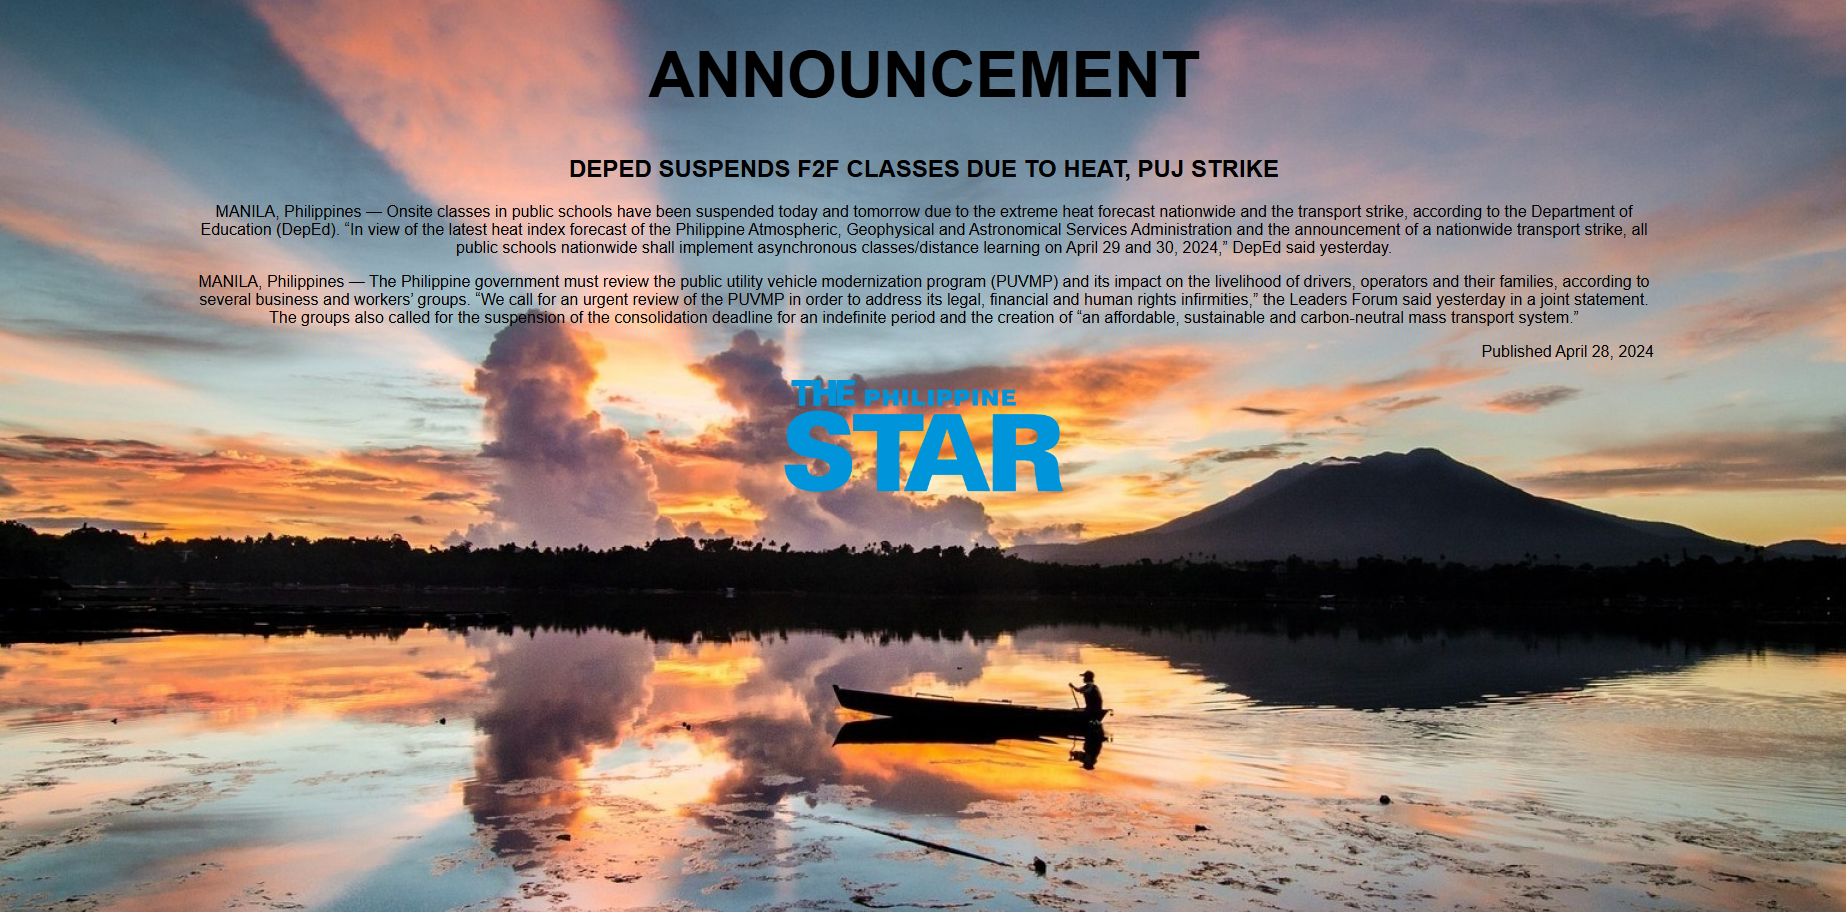 ANNOUNCEMENT
DEPED SUSPENDS F2F CLASSES DUE TO HEAT, PUJ STRIKE
MANILA, Philippines — Onsite classes in public schools have been suspended today and tomorrow due to the extreme heat forecast nationwide and the transport strike, according to the Department of
Education (DepEd). “In view of the latest heat index forecast of the Philippine Atmospheric, Geophysical and Astronomical Services Administration and the announcement of a nationwide transport strike, all
public schools nationwide shall implement asynchronous classes/distance learning on April 29 and 30, 2024,” DepEd said yesterday.
MANILA, Philippines — The Philippine government must review the public utility vehicle modernization program (PUVMP) and its impact on the livelihood of drivers, operators and their families, according to
several business and workers’ groups. “We call for an urgent review of the PUVMP in order to address its legal, financial and human rights infirmities,” the Leaders Forum said yesterday in a joint statement.
The groups also called for the suspension of the consolidation deadline for an indefinite period and the creation of “an affordable, sustainable and carbon-neutral mass transport system.”
Published April 28, 2024
THE PHILIPPINE
STAR